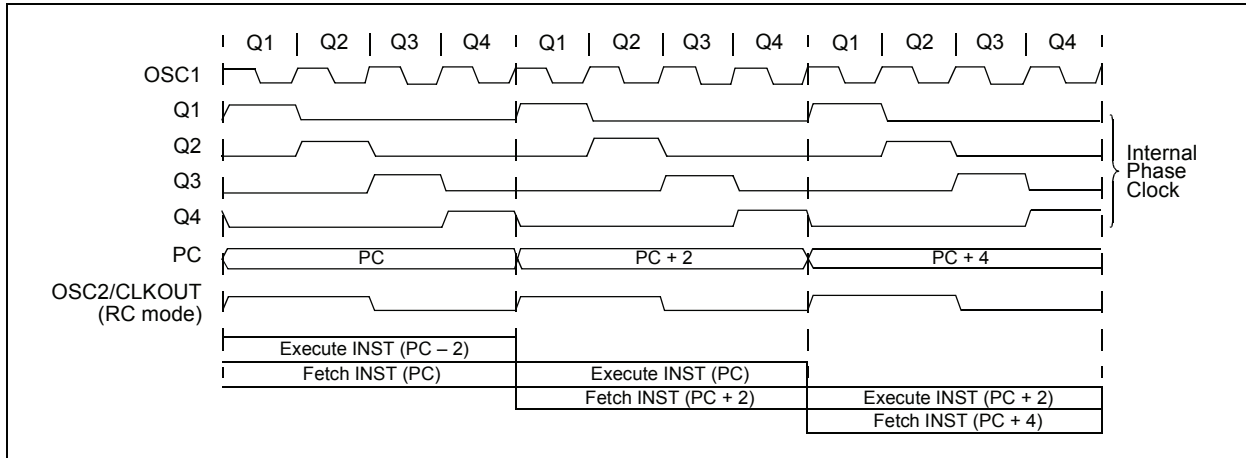 Q1 Q2 Q3 Q4 Q1 Q2 Q3 Q4 Q1 Q2 Q3 Q4
OSC1
Q1
Q2
Q3
Q4
Internal
Phase
Clock
PC PC PC + 2 PC + 4
OSC2/CLKOUT
(RC mode)
Execute INST (PC – 2)
Fetch INST (PC) Execute INST (PC)
Fetch INST (PC + 2) Execute INST (PC + 2)
Fetch INST (PC + 4)